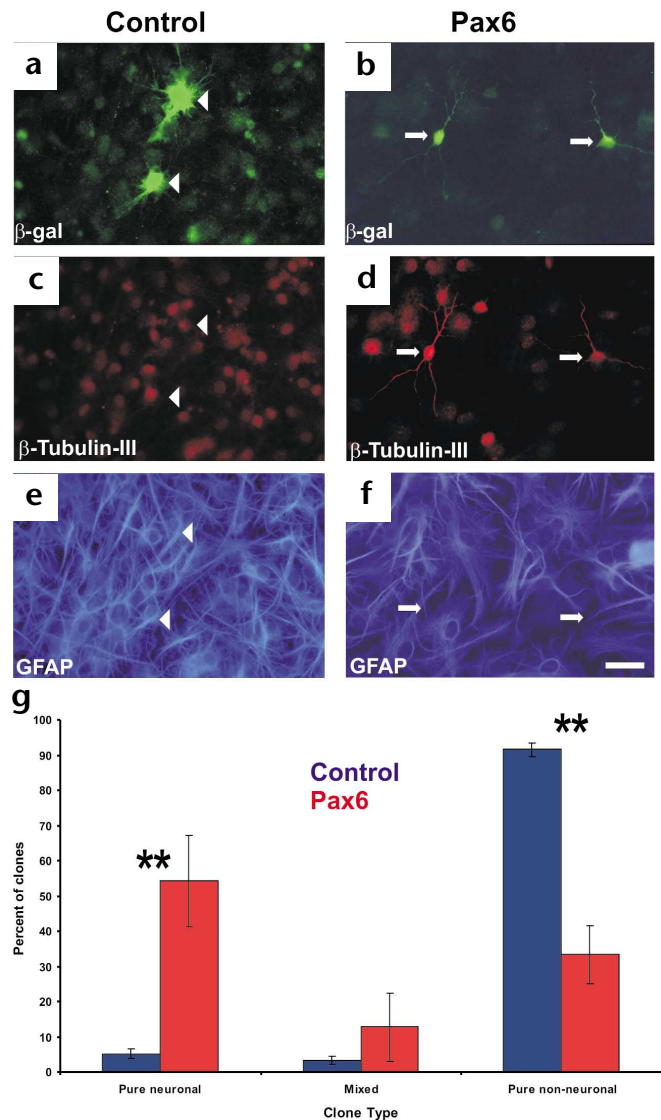 Control Pax6
a b
β-gal β-gal
c d
β-Tubulin-III β-Tubulin-III
e f
GFAP GFAP
g
100
90
80
70
60
50
40
30
20
10
0
Percent of clones
**
**
Control
Pax6
Pure neuronal Mixed Pure non-neuronal
Clone Type